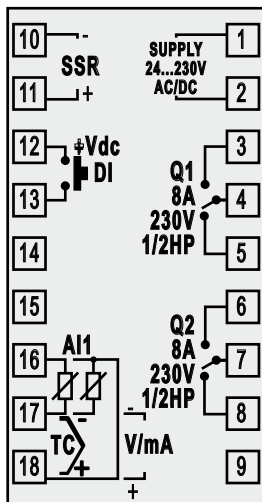 10
-
SSR
11
+
SUPPLY
24...230V
AC/DC
1
2
12
+Vdc
DI
13
3
Q1
8A
4
230V
1/2HP
5
14
15
6
Q2
8A
7
230V
1/2HP
8
16
AI1
17
-
TC
+
18
-
V/mA
+
9